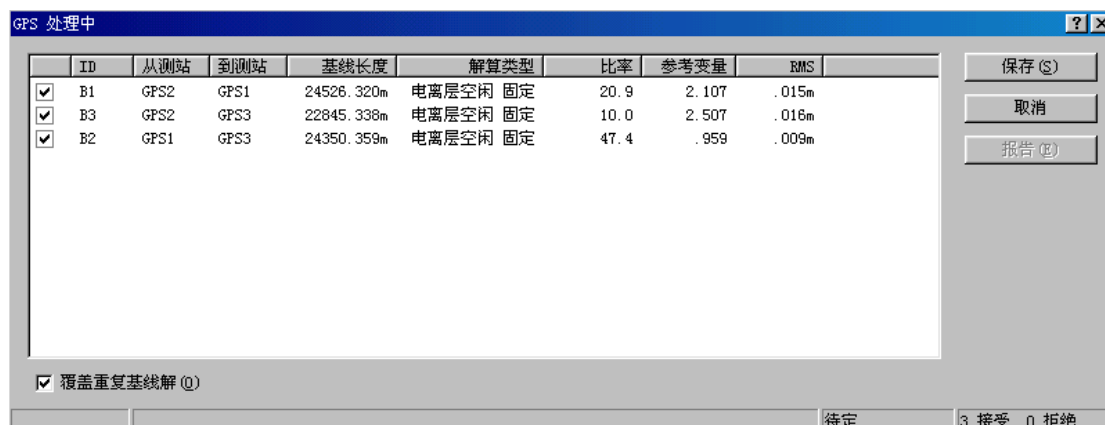 GPS 处理中
ID 从测站 到测站 基线长度 解算类型 比率 参考变量 RMS
B1 GPS2 GPS1 24526.320m 电离层空闲 固定 20.9 2.107 .015m
B3 GPS2 GPS3 22845.338m 电离层空闲 固定 10.0 2.507 .016m
B2 GPS1 GPS3 24350.359m 电离层空闲 固定 47.4 .959 .009m
保存(S)
取消
报告(E)
覆盖重复基线解(O)
待定 3 接受, 0 拒绝